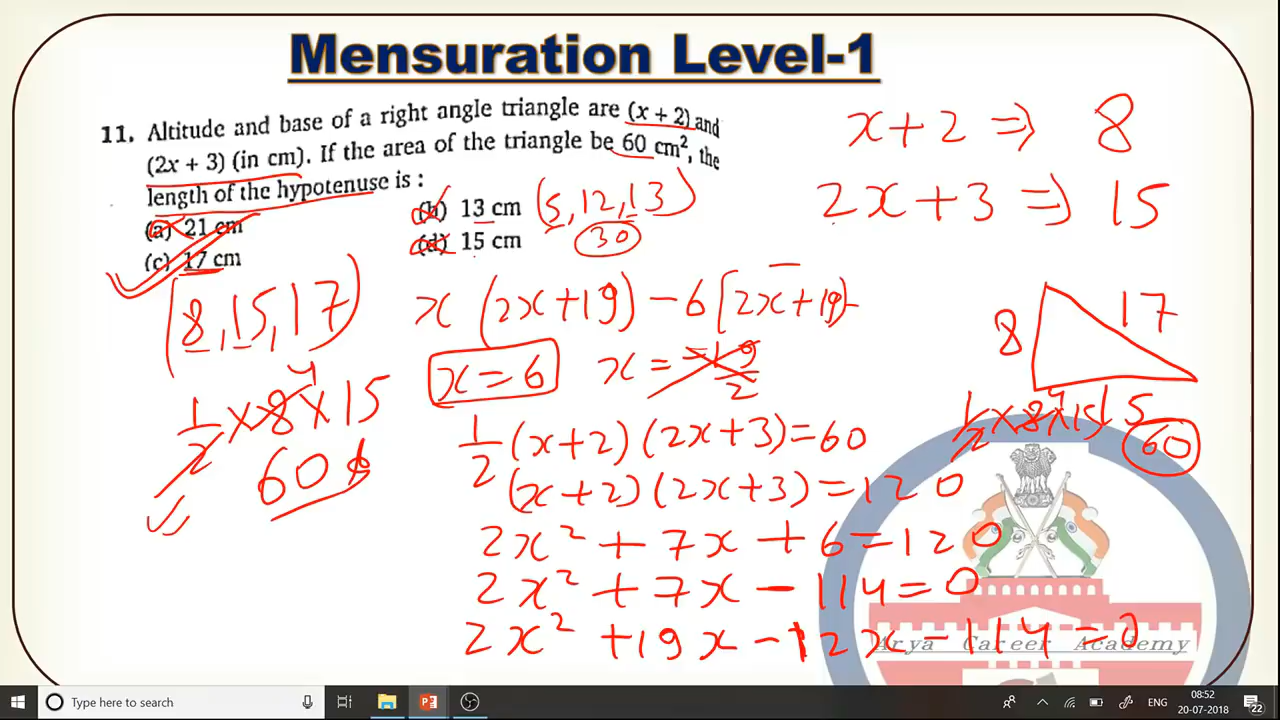 Mensuration Level-1
11. Altitude and base of a right angle triangle are (x + 2) and
(2x + 3) (in cm). If the area of the triangle be 60 cm², the
length of the hypotenuse is :
(a) 21 cm
(b) 13 cm
(c) 17 cm
(d) 15 cm
(5, 12, 13)
30
x+2 => 8
2x+3 => 15
(8, 15, 17)
x (2x+19) - 6 (2x+19)
x = 6
x = -19/2
8
17
15
1/2 × 8 × 15
4
60
1/2 × 8 × 15
4
60
1/2 (x+2) (2x+3) = 60
(x+2) (2x+3) = 120
2x² + 7x + 6 = 120
2x² + 7x - 114 = 0
2x² + 19x - 12x - 114 = 0
Arya Career Academy
Type here to search
ENG
08:52
20-07-2018
22